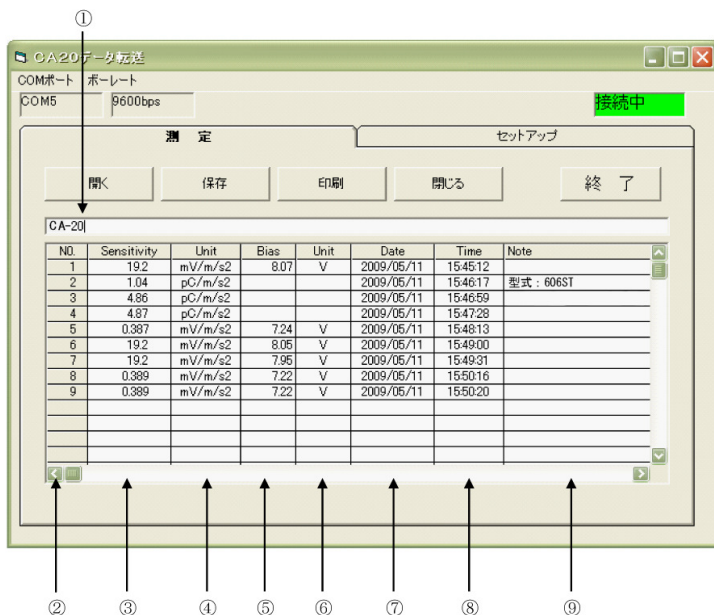 ①
CA20データ転送
COMポート ボーレート
COM5 9600bps 接続中
測 定 セットアップ
開く 保存 印刷 閉じる 終 了
CA-20
NO. Sensitivity Unit Bias Unit Date Time Note
1 19.2 mV/m/s2 8.07 V 2009/05/11 15:45:12
2 1.04 pC/m/s2 2009/05/11 15:46:17 型式：606ST
3 4.86 pC/m/s2 2009/05/11 15:46:59
4 4.87 pC/m/s2 2009/05/11 15:47:28
5 0.387 mV/m/s2 7.24 V 2009/05/11 15:48:13
6 19.2 mV/m/s2 8.05 V 2009/05/11 15:49:00
7 19.2 mV/m/s2 7.95 V 2009/05/11 15:49:31
8 0.389 mV/m/s2 7.22 V 2009/05/11 15:50:16
9 0.389 mV/m/s2 7.22 V 2009/05/11 15:50:20
② ③ ④ ⑤ ⑥ ⑦ ⑧ ⑨